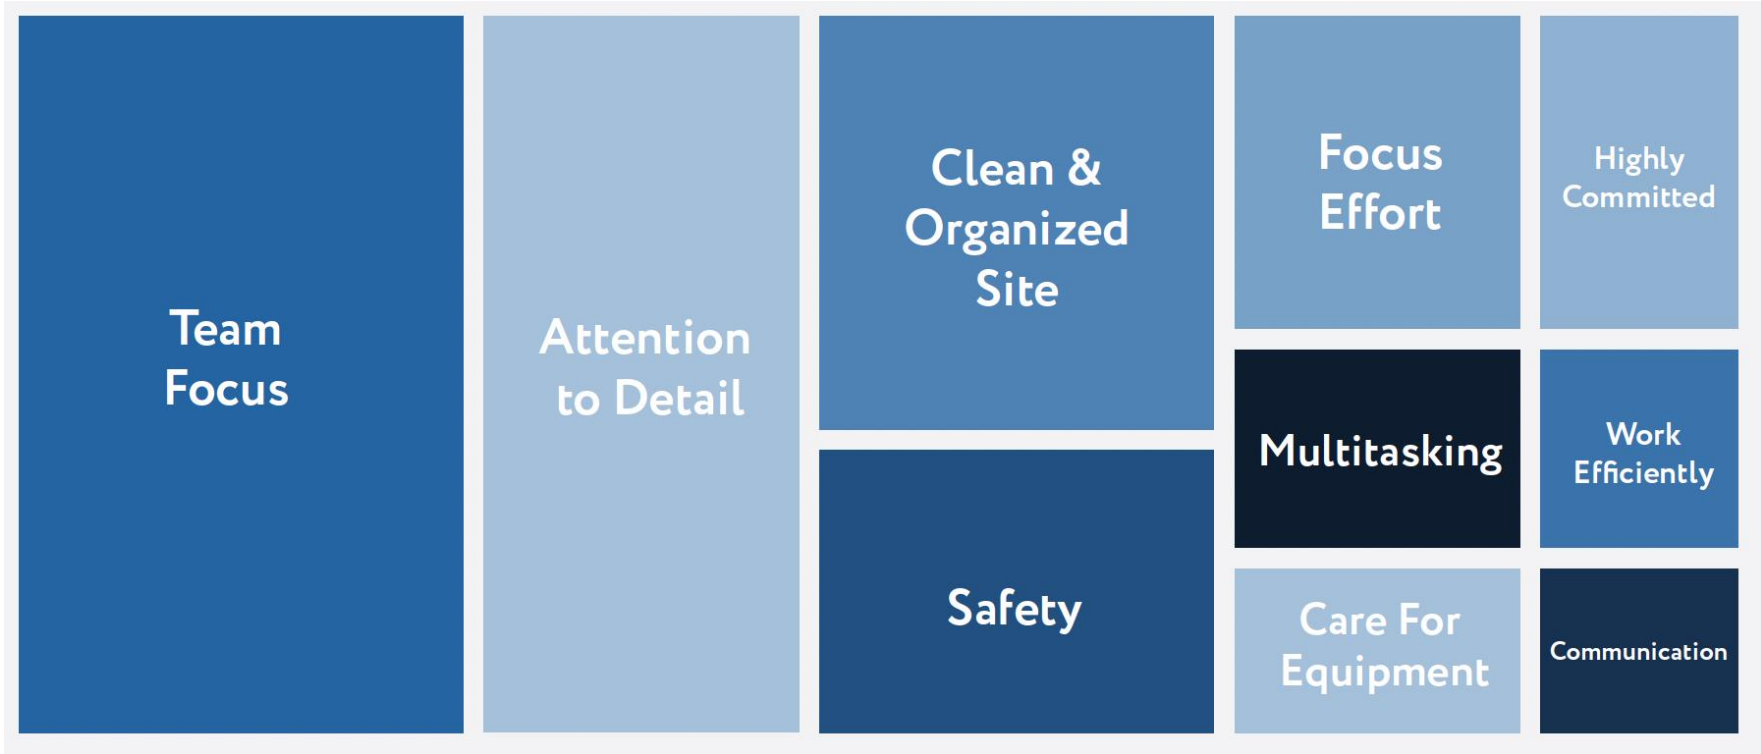 Team
Focus
Attention
to Detail
Clean &
Organized
Site
Safety
Focus
Effort
Multitasking
Care For
Equipment
Highly
Committed
Work
Efficiently
Communication